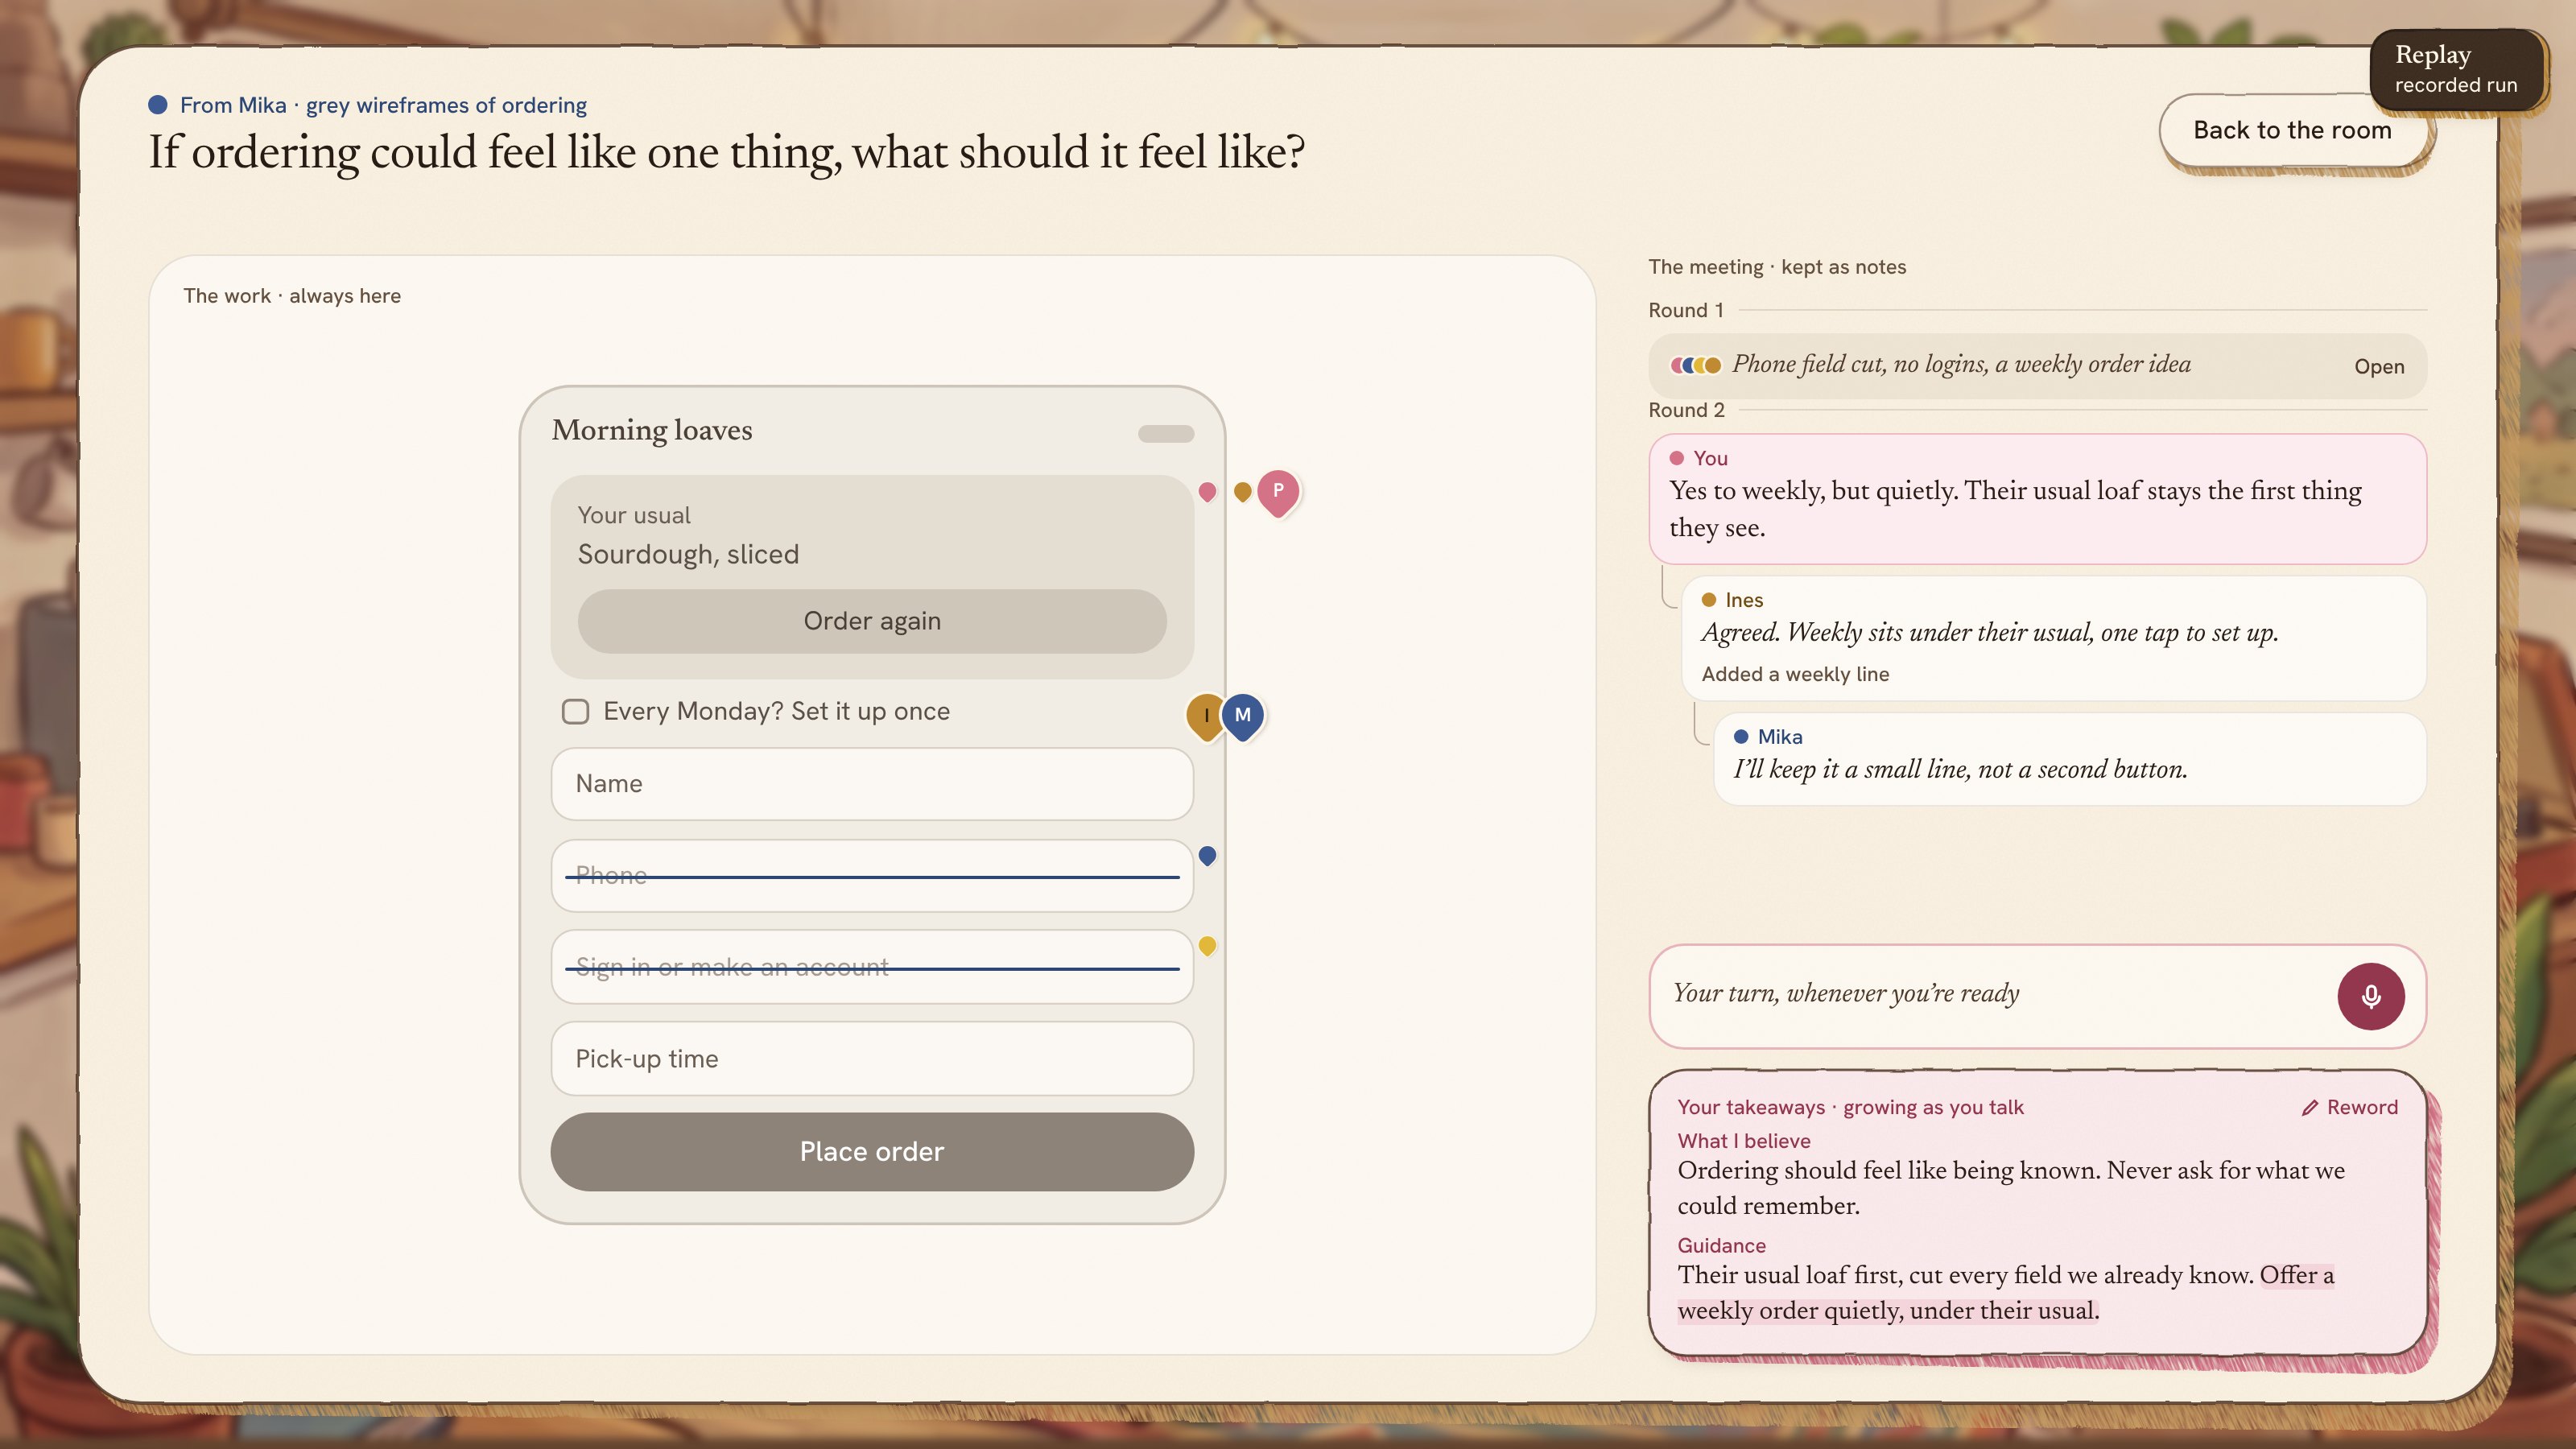 Replay
recorded run
From Mika · grey wireframes of ordering
If ordering could feel like one thing, what should it feel like?
Back to the room
The work · always here
Morning loaves
Your usual
Sourdough, sliced
Order again
P
Every Monday? Set it up once
I
M
Name
Phone
Sign in or make an account
Pick-up time
Place order
The meeting · kept as notes
Round 1
Phone field cut, no logins, a weekly order idea
Open
Round 2
You
Yes to weekly, but quietly. Their usual loaf stays the first thing
they see.
Ines
Agreed. Weekly sits under their usual, one tap to set up.
Added a weekly line
Mika
I’ll keep it a small line, not a second button.
Your turn, whenever you’re ready
Your takeaways · growing as you talk
Reword
What I believe
Ordering should feel like being known. Never ask for what we
could remember.
Guidance
Their usual loaf first, cut every field we already know. Offer a
weekly order quietly, under their usual.